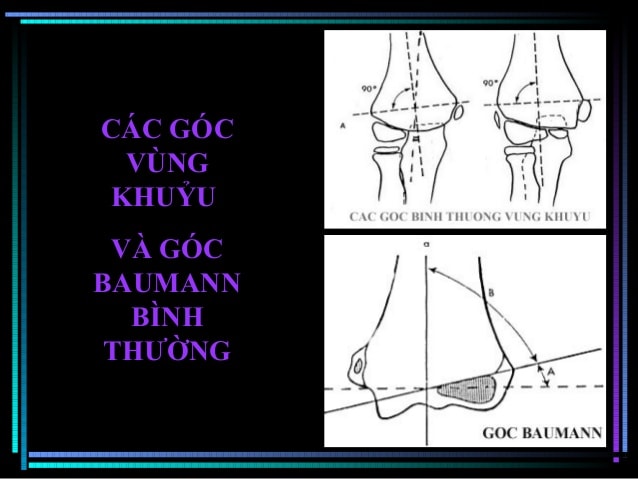 CÁC GÓC
VÙNG
KHUỶU
VÀ GÓC
BAUMANN
BÌNH
THƯỜNG
90°
A
90°
CAC GOC BINH THUONG VUNG KHUYU
a
B
A
GOC BAUMANN